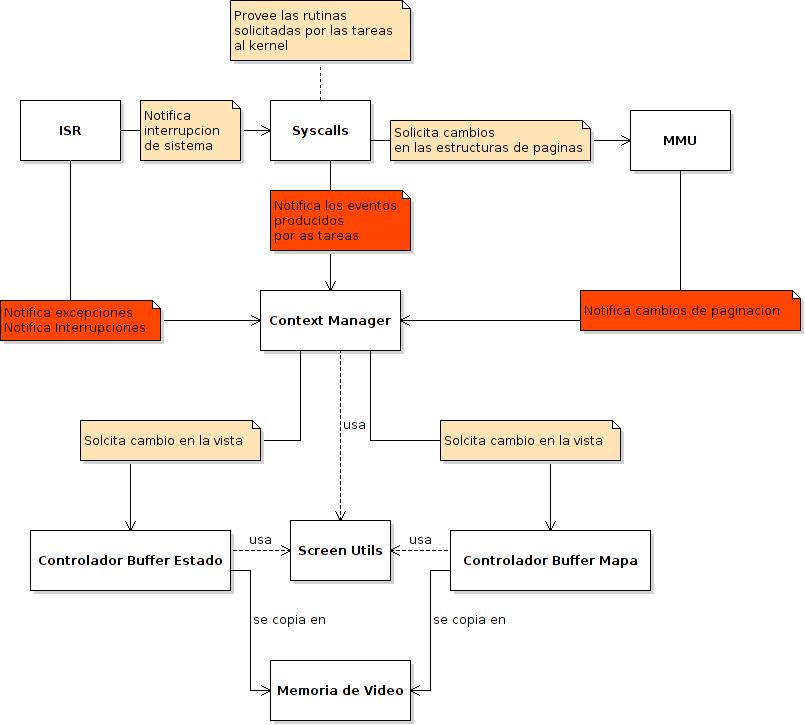 Provee las rutinas
solicitadas por las tareas
al kernel
ISR
Notifica
interrupcion
de sistema
Syscalls
Solicita cambios
en las estructuras de paginas
MMU
Notifica los eventos
producidos
por as tareas
Notifica excepciones
Notifica Interrupciones
Context Manager
Notifica cambios de paginacion
usa
Solcita cambio en la vista
Solcita cambio en la vista
Controlador Buffer Estado
usa
Screen Utils
usa
Controlador Buffer Mapa
se copia en
se copia en
Memoria de Video